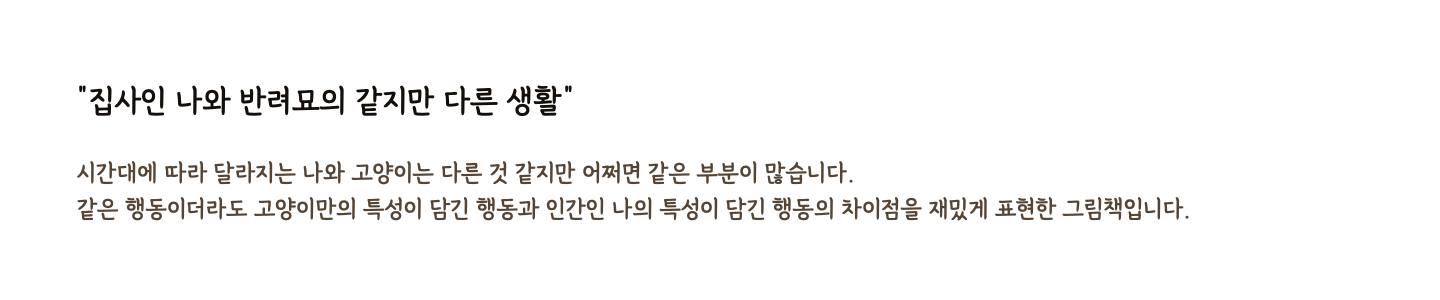 "집사인 나와 반려묘의 같지만 다른 생활"
시간대에 따라 달라지는 나와 고양이는 다른 것 같지만 어쩌면 같은 부분이 많습니다.
같은 행동이더라도 고양이만의 특성이 담긴 행동과 인간인 나의 특성이 담긴 행동의 차이점을 재밌게 표현한 그림책입니다.